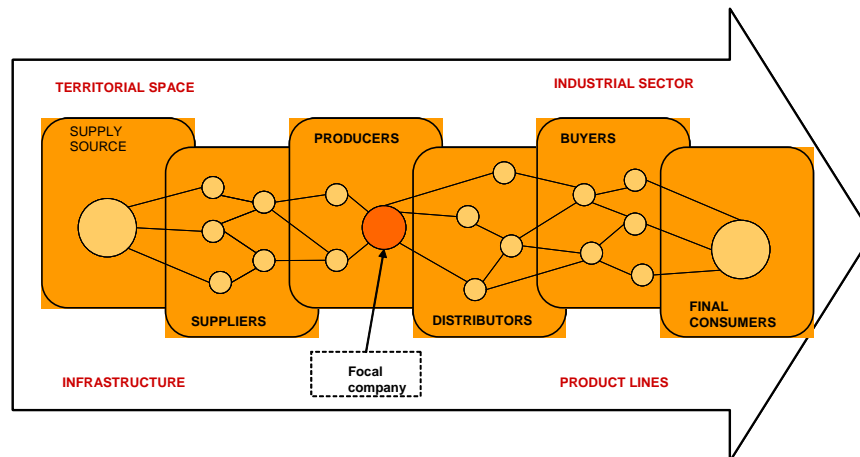 TERRITORIAL SPACE
INDUSTRIAL SECTOR
SUPPLY
SOURCE
PRODUCERS
BUYERS
SUPPLIERS
DISTRIBUTORS
FINAL
CONSUMERS
INFRASTRUCTURE
Focal
company
PRODUCT LINES